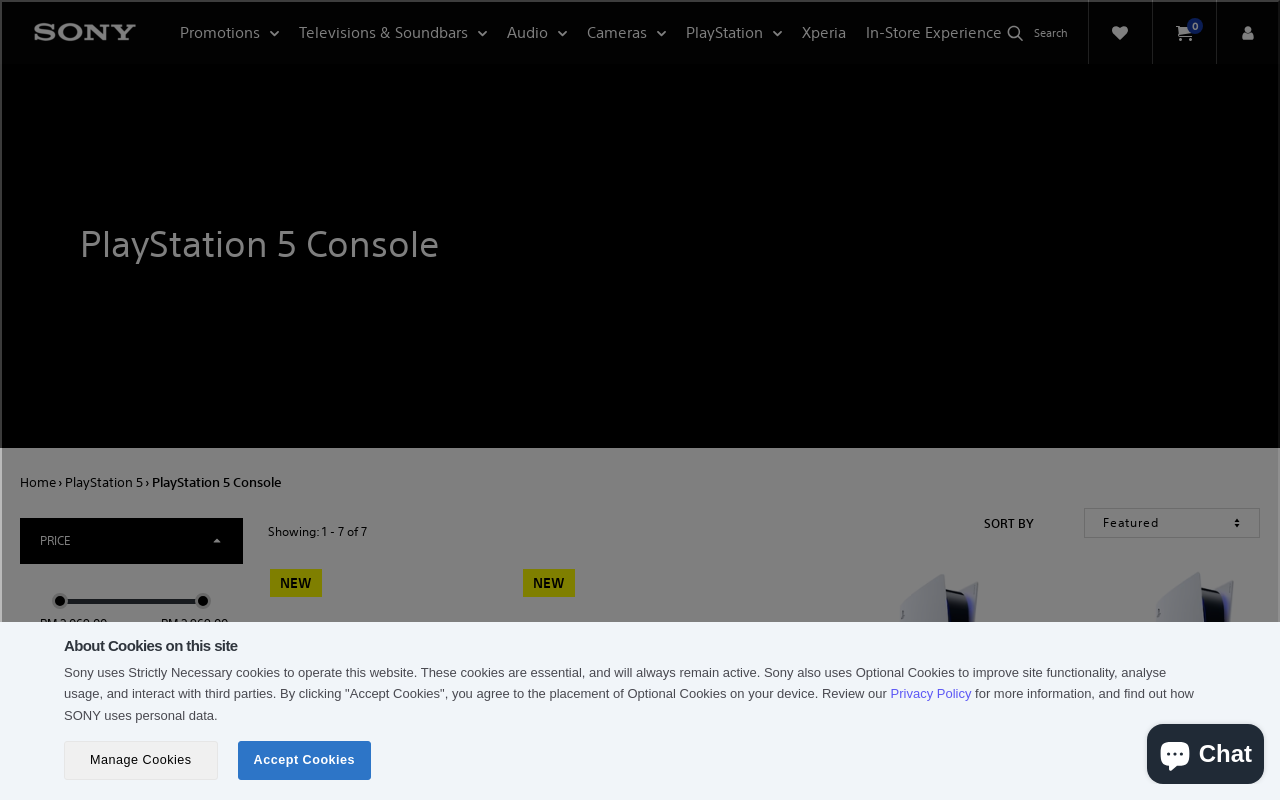 SONY
Promotions
Televisions & Soundbars
Audio
Cameras
PlayStation
Xperia
In-Store Experience
Search
0
PlayStation 5 Console
Home › PlayStation 5 › PlayStation 5 Console
PRICE
Showing: 1 - 7 of 7
SORT BY
Featured
NEW
NEW
About Cookies on this site
Sony uses Strictly Necessary cookies to operate this website. These cookies are essential, and will always remain active. Sony also uses Optional Cookies to improve site functionality, analyse
usage, and interact with third parties. By clicking "Accept Cookies", you agree to the placement of Optional Cookies on your device. Review our Privacy Policy for more information, and find out how
SONY uses personal data.
Manage Cookies
Accept Cookies
Chat